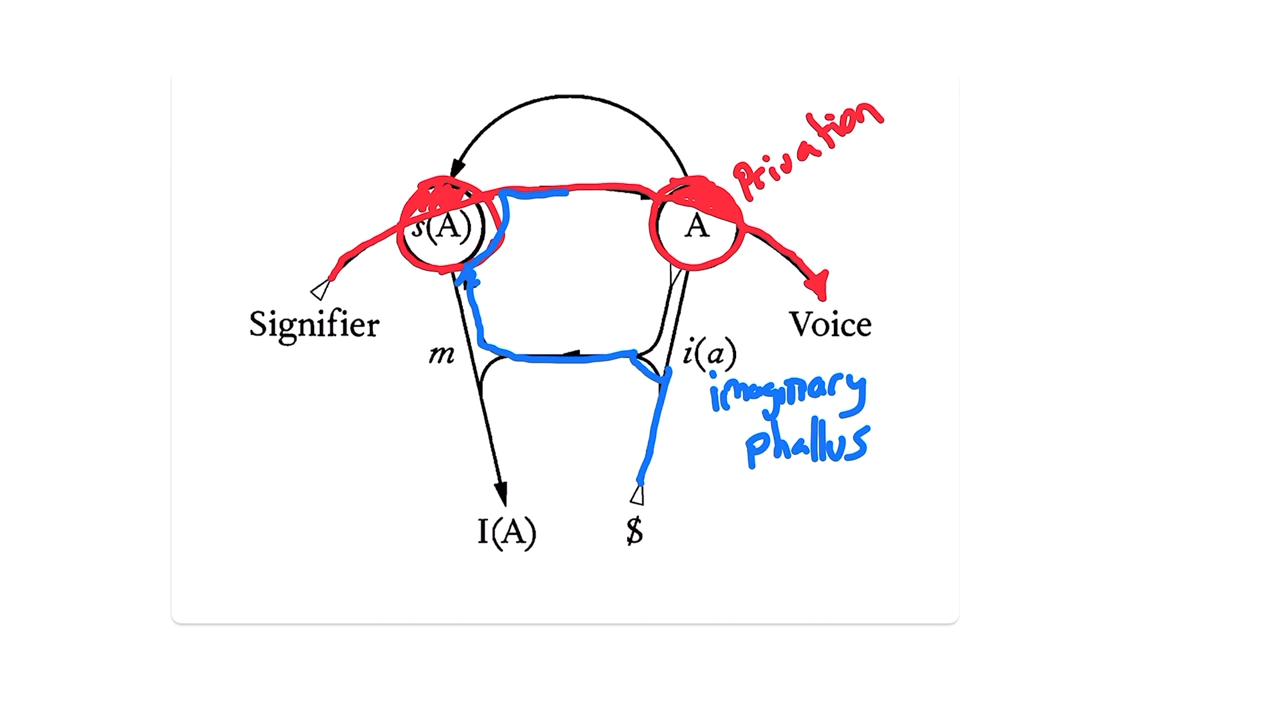 Privation
s(A)
A
Signifier
Voice
m
i(a)
imaginary
phallus
I(A)
$